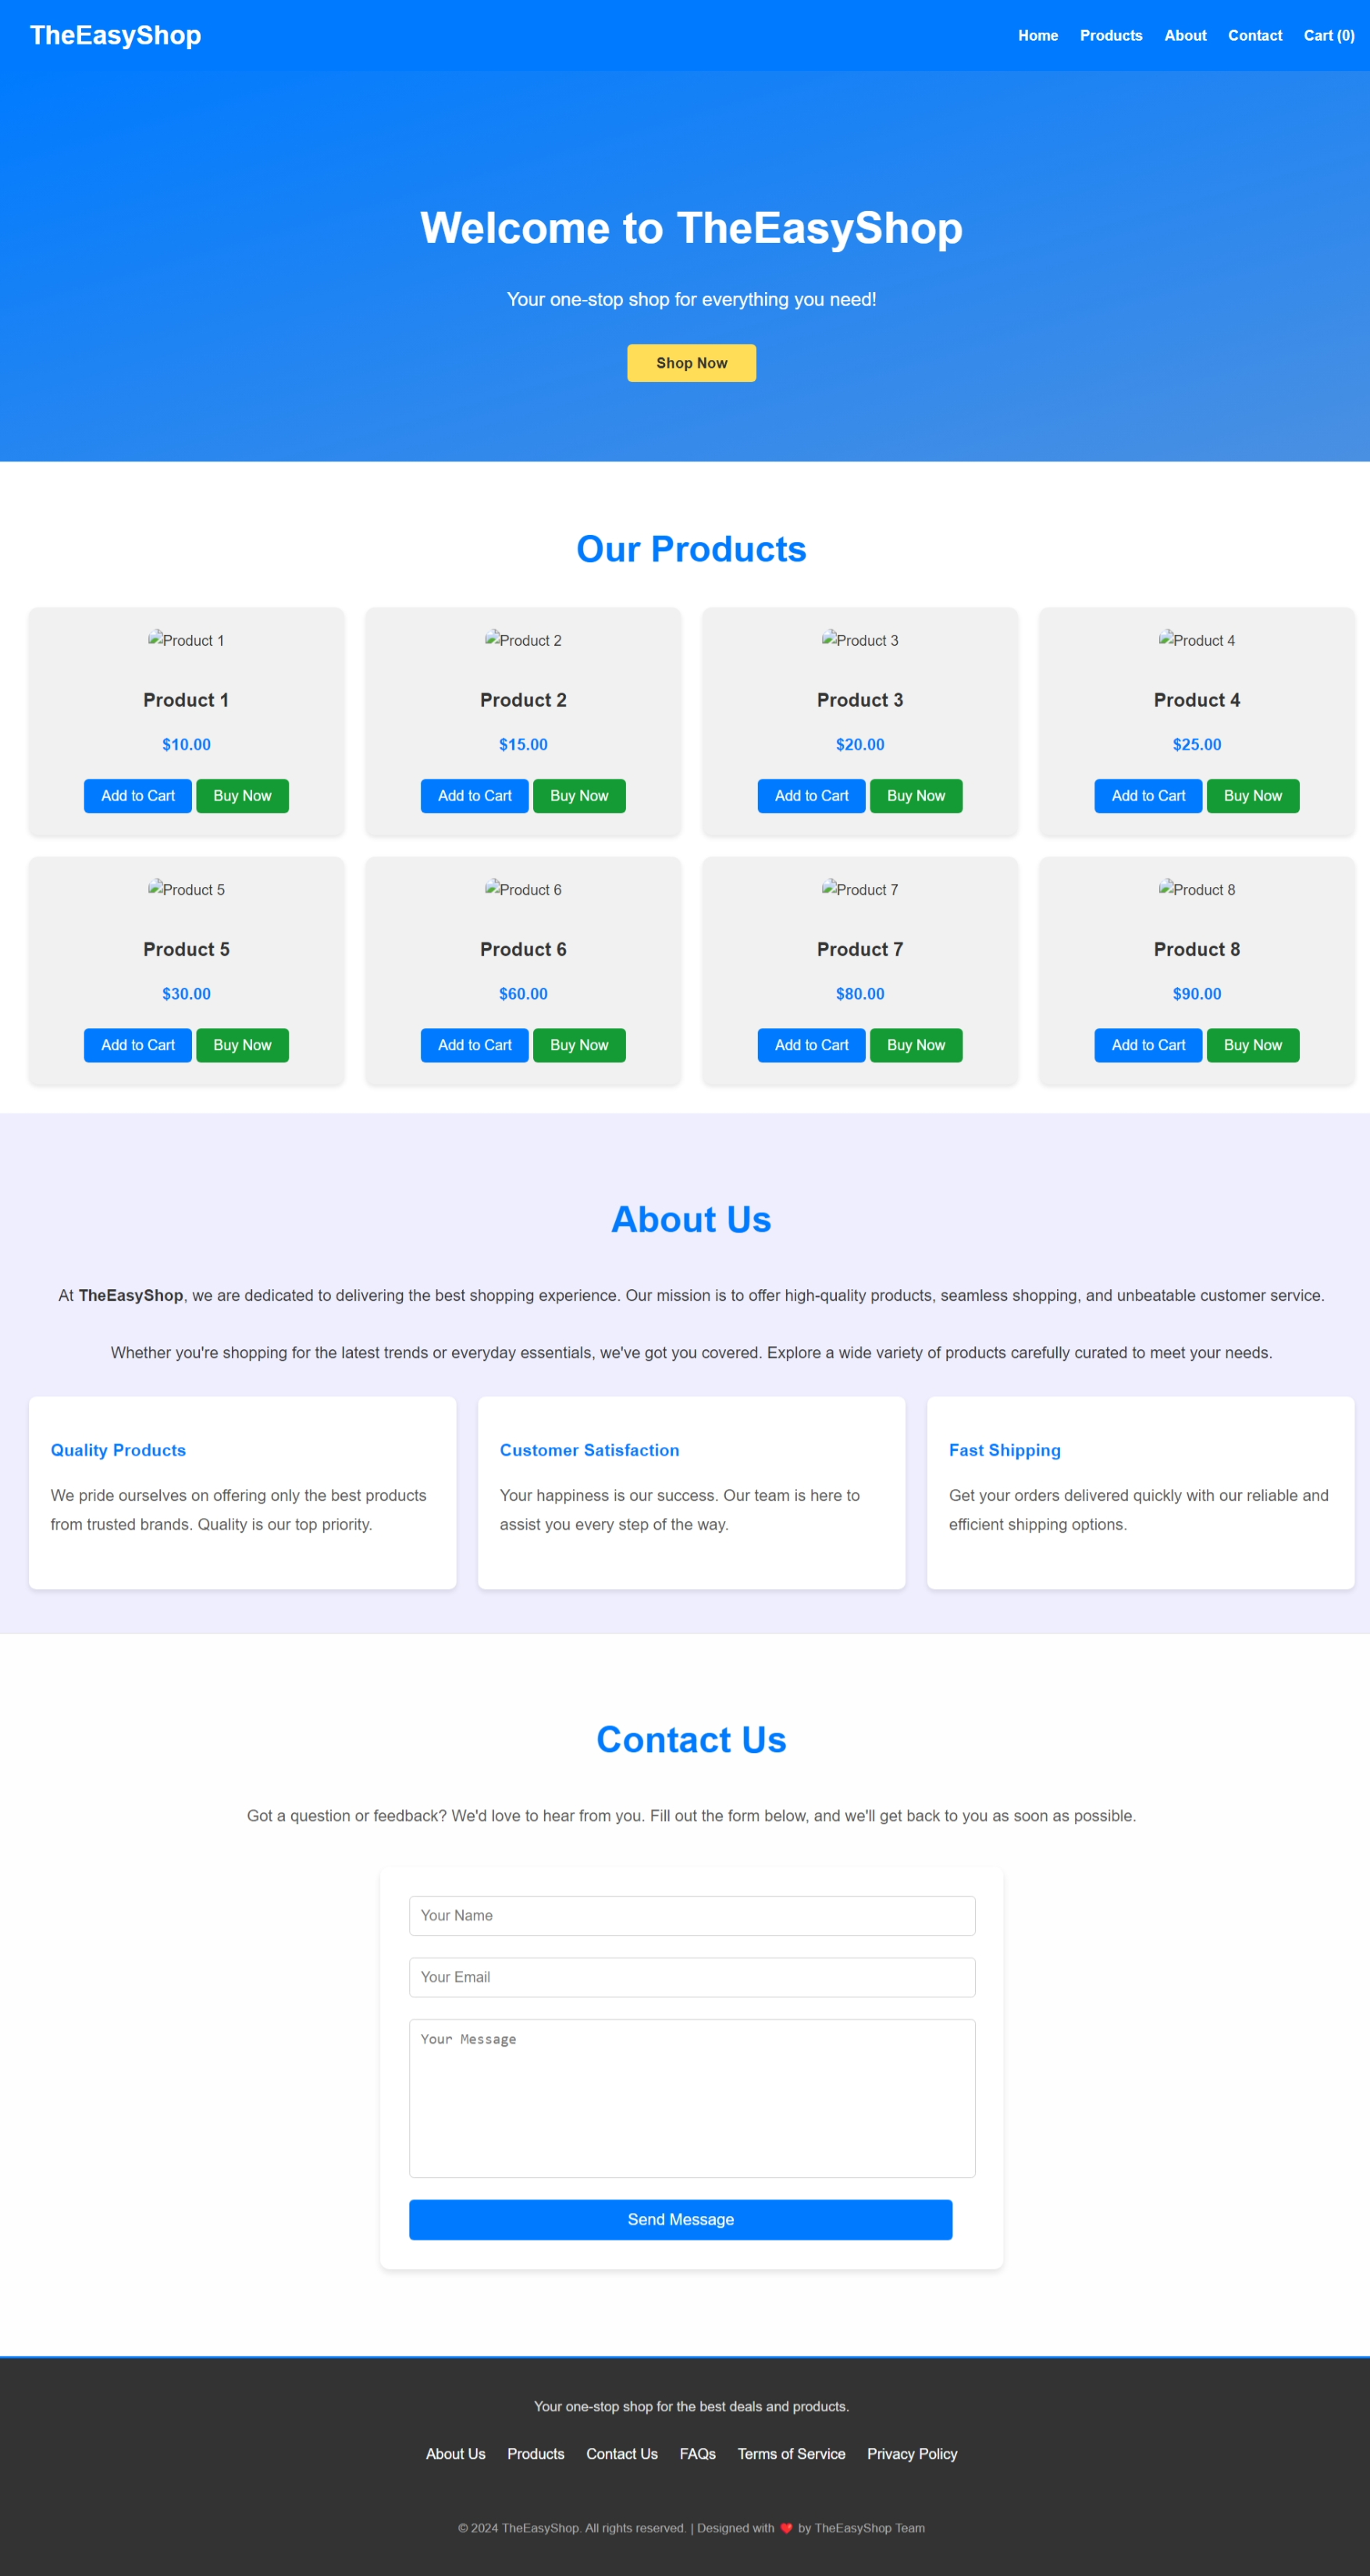 TheEasyShop
Home Products About Contact Cart (0)
Welcome to TheEasyShop
Your one-stop shop for everything you need!
Shop Now
Our Products
Product 1 Product 2 Product 3 Product 4
Product 1 Product 2 Product 3 Product 4
$10.00 $15.00 $20.00 $25.00
Add to Cart Buy Now Add to Cart Buy Now Add to Cart Buy Now Add to Cart Buy Now
Product 5 Product 6 Product 7 Product 8
Product 5 Product 6 Product 7 Product 8
$30.00 $60.00 $80.00 $90.00
Add to Cart Buy Now Add to Cart Buy Now Add to Cart Buy Now Add to Cart Buy Now
About Us
At TheEasyShop, we are dedicated to delivering the best shopping experience. Our mission is to offer high-quality products, seamless shopping, and unbeatable customer service.
Whether you're shopping for the latest trends or everyday essentials, we've got you covered. Explore a wide variety of products carefully curated to meet your needs.
Quality Products
We pride ourselves on offering only the best products
from trusted brands. Quality is our top priority.
Customer Satisfaction
Your happiness is our success. Our team is here to
assist you every step of the way.
Fast Shipping
Get your orders delivered quickly with our reliable and
efficient shipping options.
Contact Us
Got a question or feedback? We'd love to hear from you. Fill out the form below, and we'll get back to you as soon as possible.
Your Name
Your Email
Your Message
Send Message
Your one-stop shop for the best deals and products.
About Us Products Contact Us FAQs Terms of Service Privacy Policy
© 2024 TheEasyShop. All rights reserved. | Designed with ❤️ by TheEasyShop Team